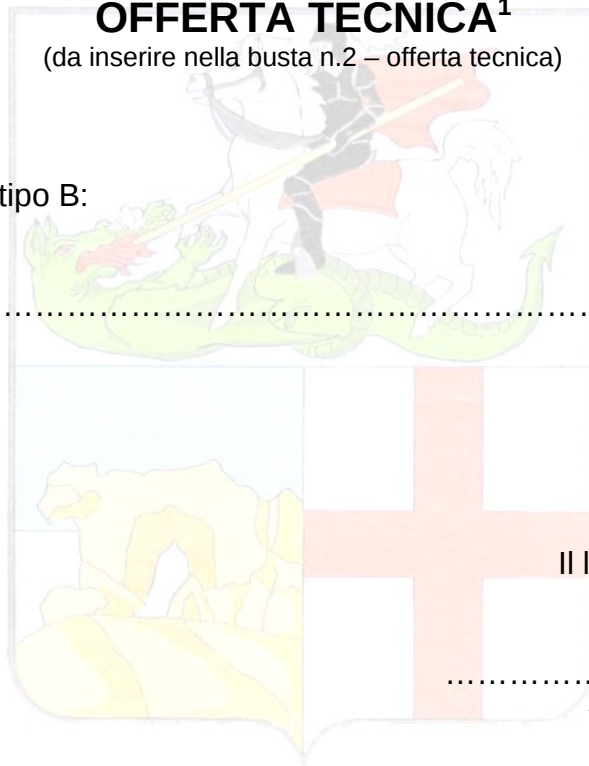 OFFERTA TECNICA¹
(da inserire nella busta n.2 – offerta tecnica)
tipo B:
………………………………………………………
Il l
……………